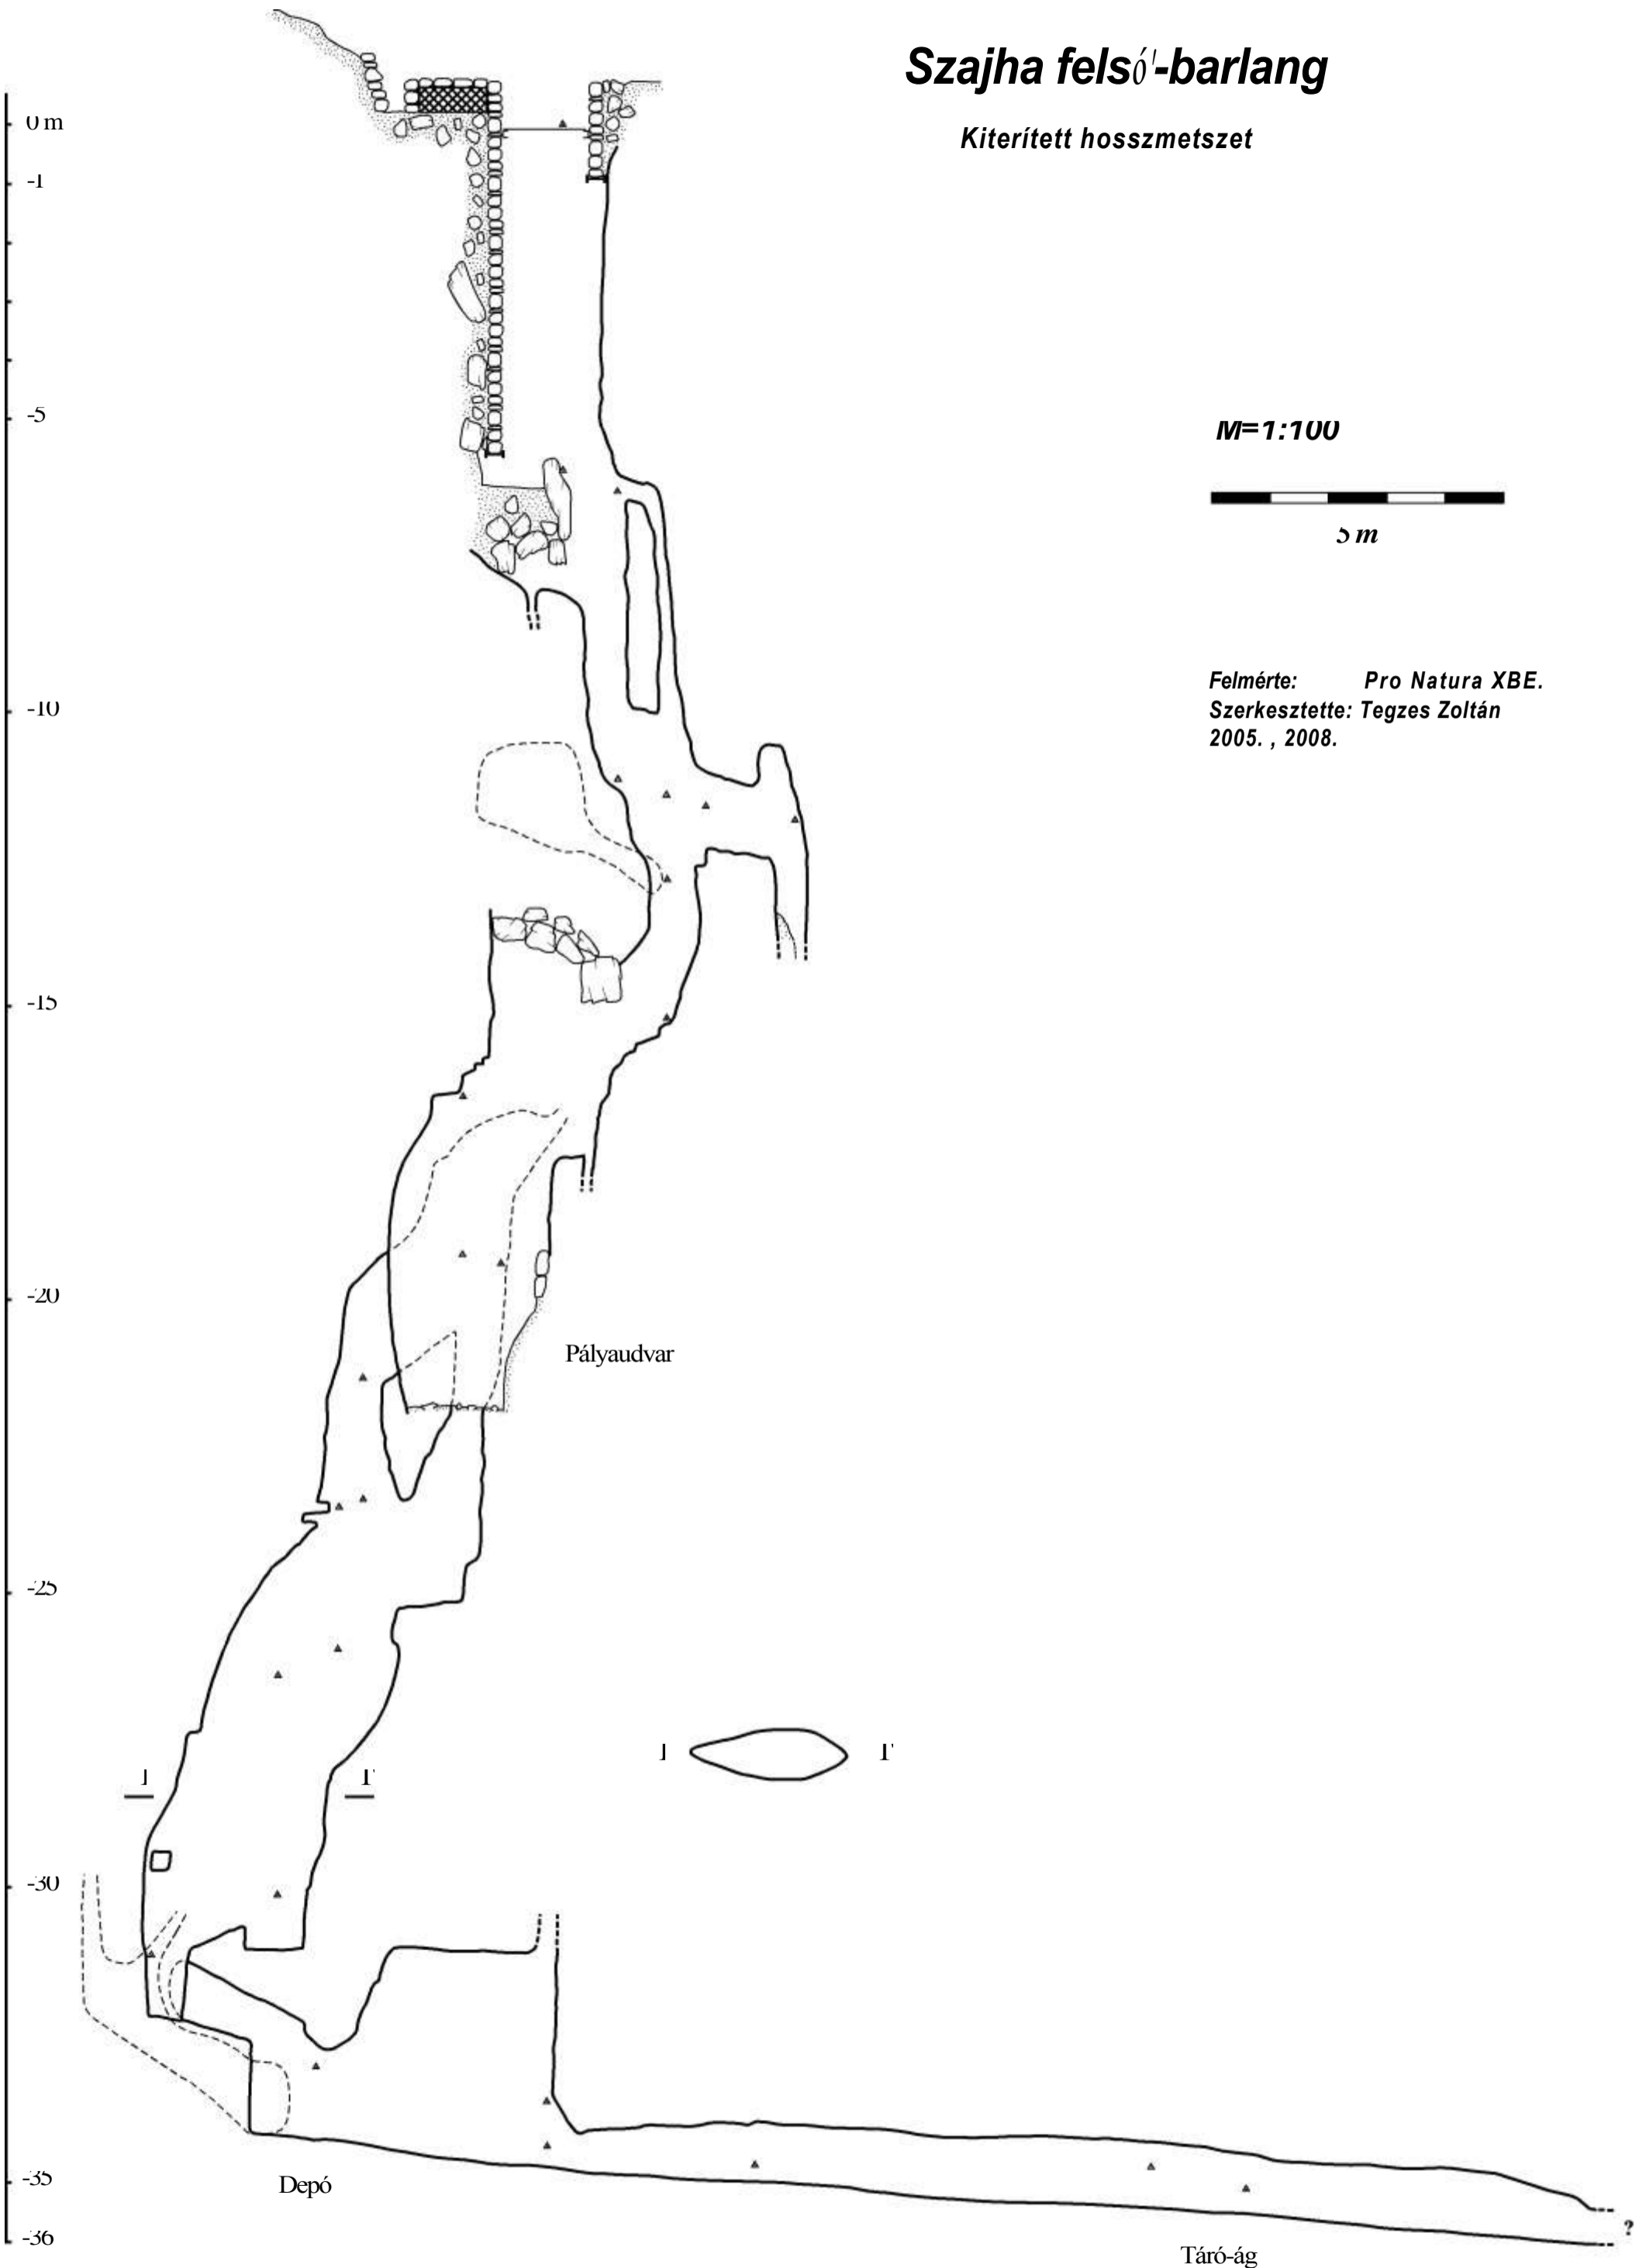 Szajha felső'-barlang
Kiterített hosszmetszet
0 m
-1
-5
-10
-15
-20
-25
-30
-35
-36
M=1:100
5 m
Felmérte: Pro Natura XBE.
Szerkesztette: Tegzes Zoltán
2005. , 2008.
Pályaudvar
I I'
I I'
Depó
Táró-ág
?